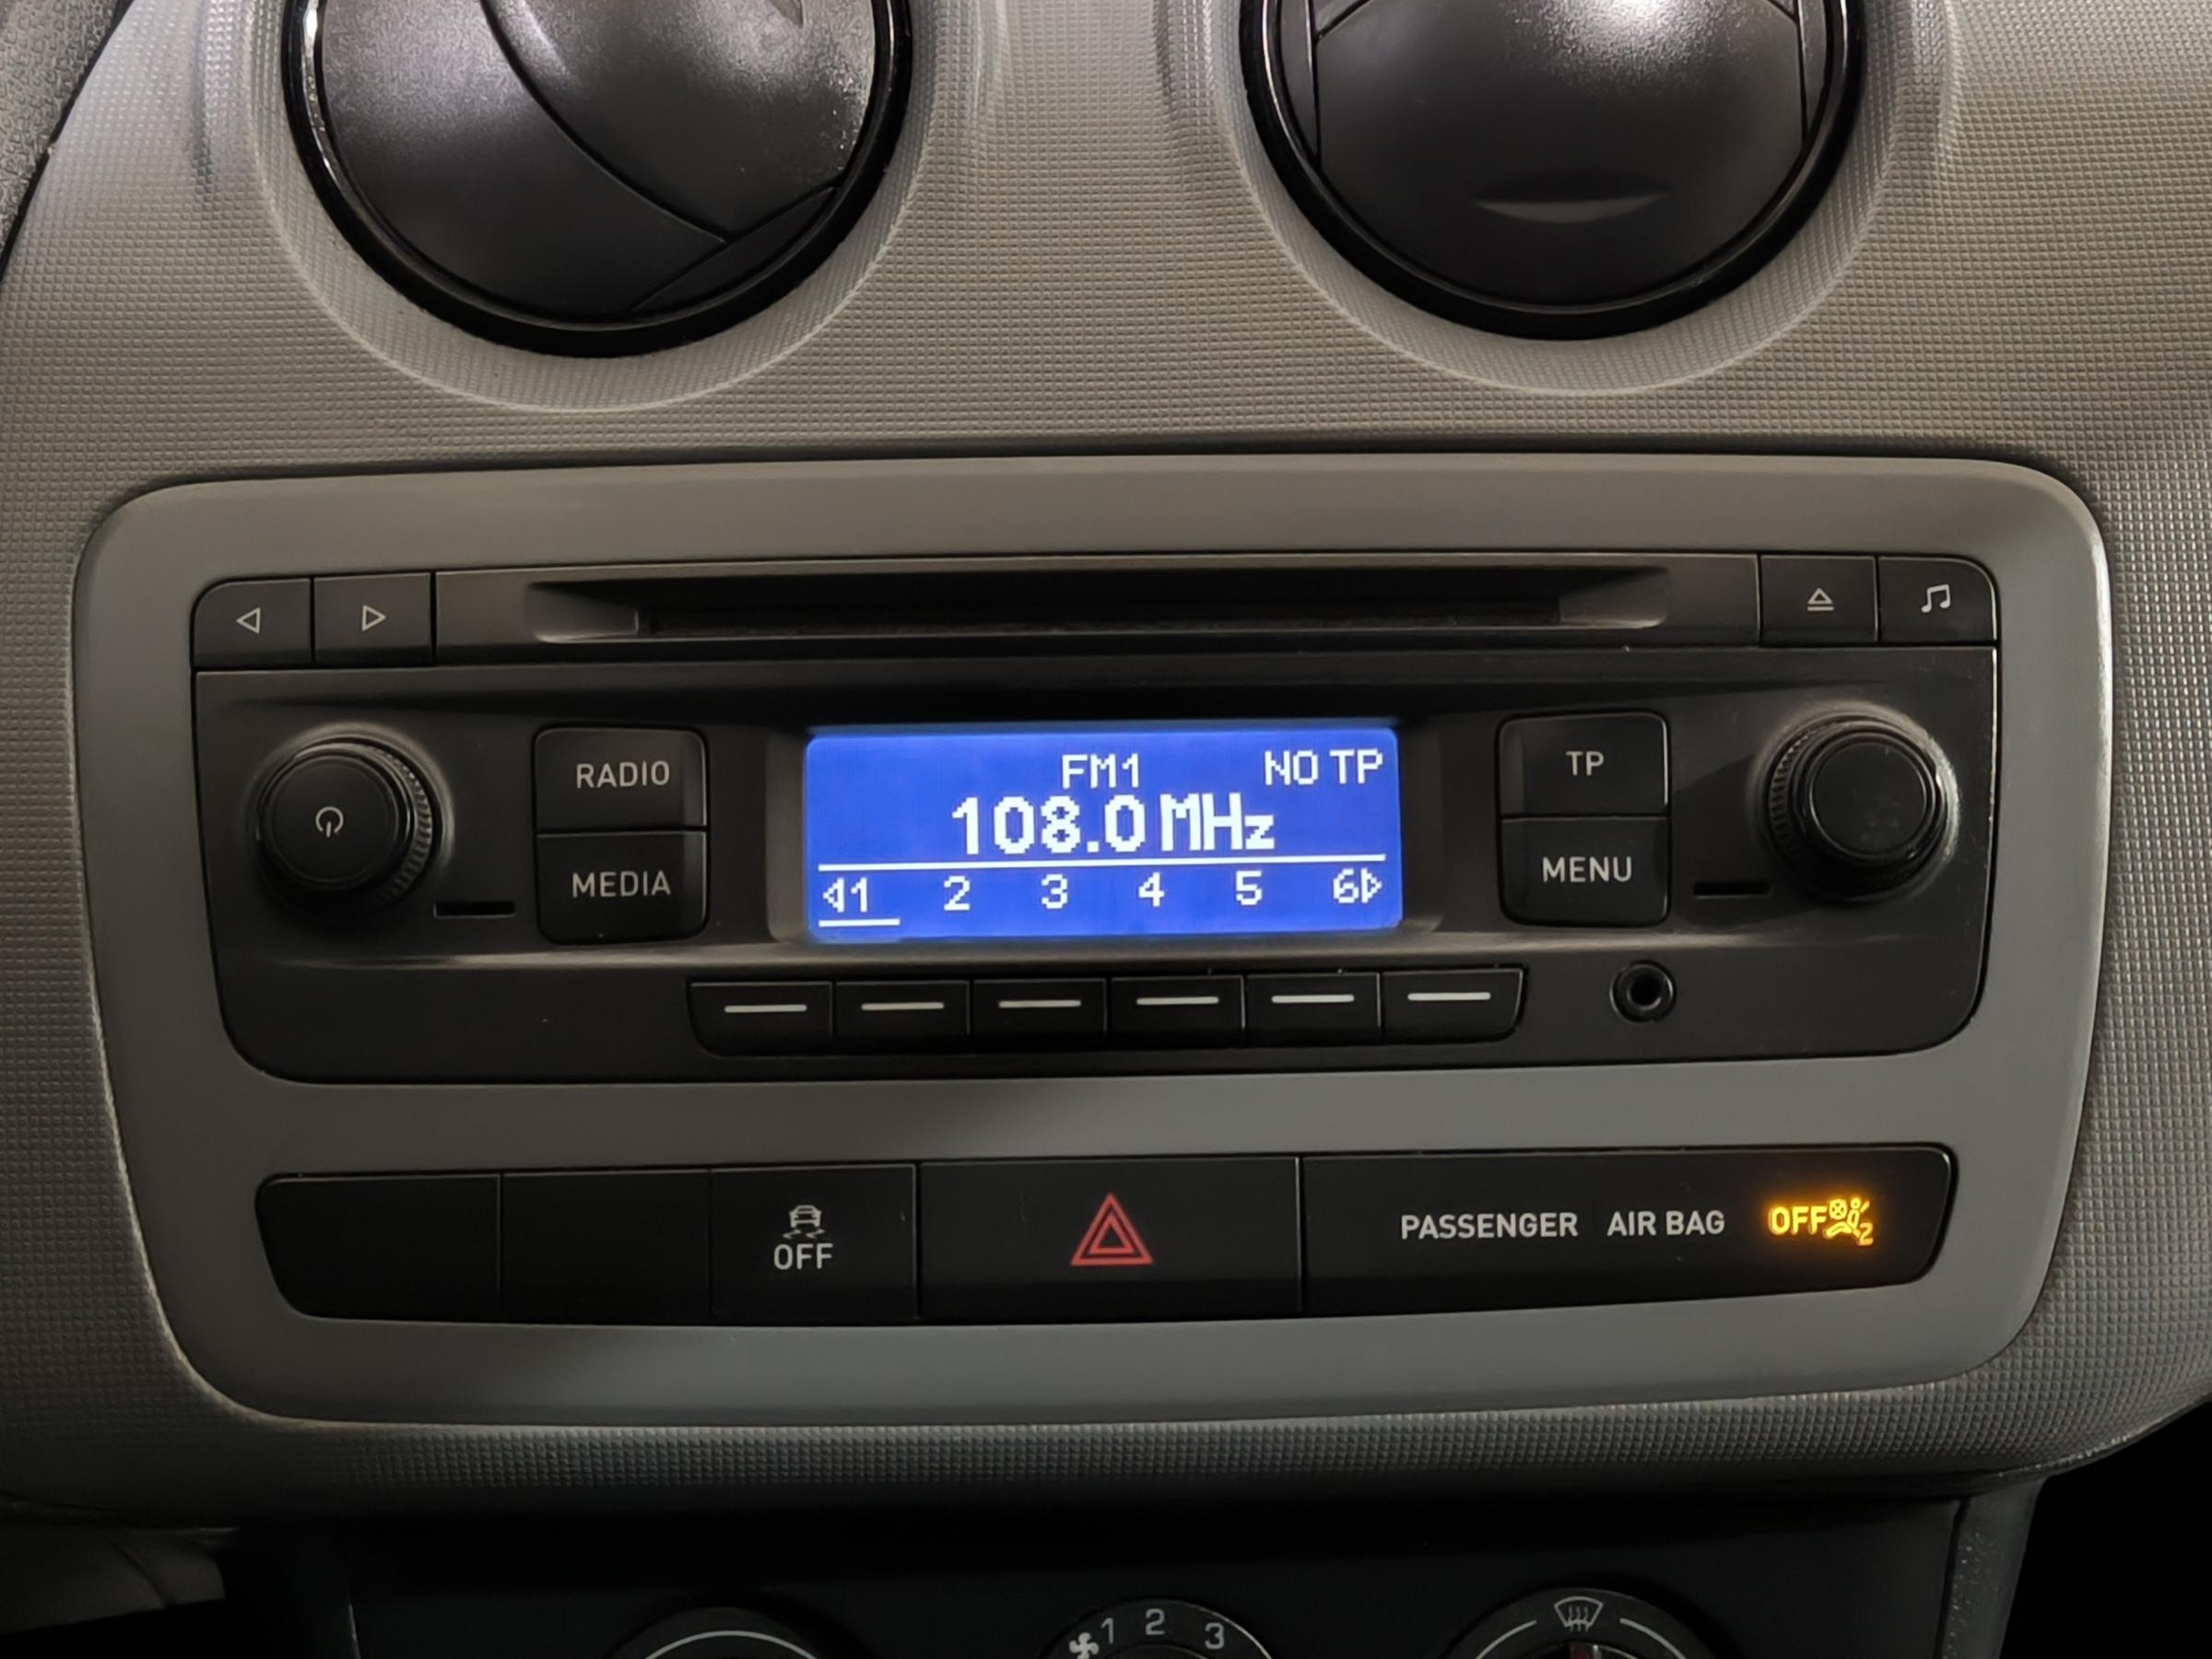 RADIO
MEDIA
FM1 NO TP
108.0 MHz
1 2 3 4 5 6
TP
MENU
OFF
PASSENGER AIR BAG OFF 2
1 2 3